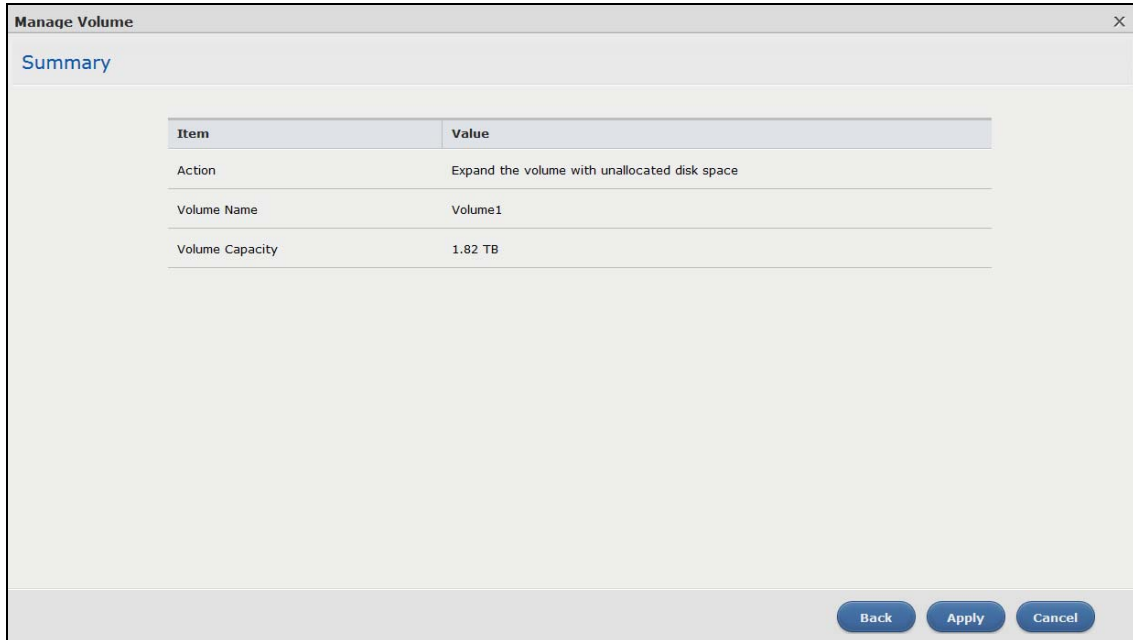 Manage Volume X
Summary
Item Value
Action Expand the volume with unallocated disk space
Volume Name Volume1
Volume Capacity 1.82 TB
Back Apply Cancel